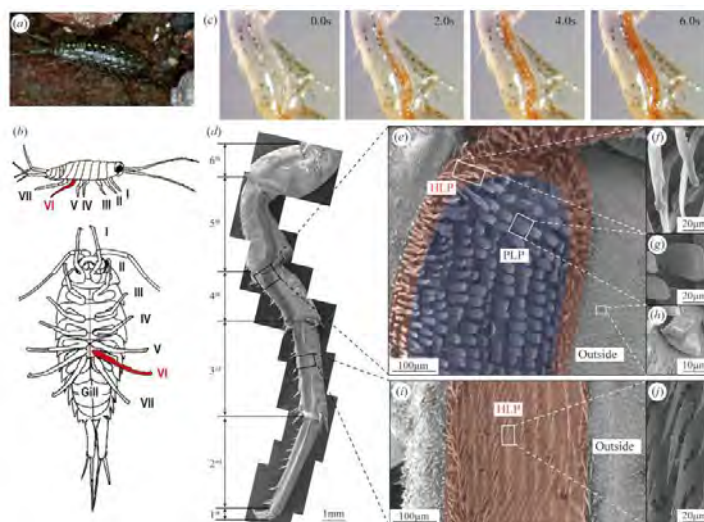 (a)
(c)
0.0s
2.0s
4.0s
6.0s
(b)
VII
VI
V IV
III
II
I
I
II
III
IV
V
VI
Gill
VII
(d)
6th
5th
4th
3rd
2nd
1st
1mm
(e)
HLP
PLP
Outside
100μm
(f)
20μm
(g)
20μm
(h)
10μm
(i)
HLP
Outside
100μm
(j)
20μm